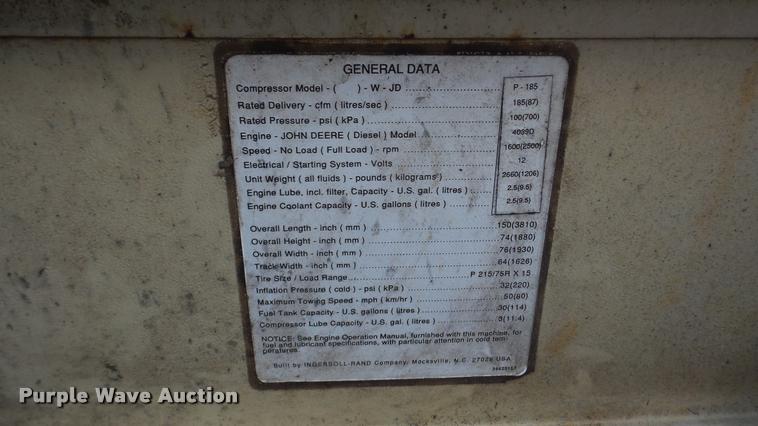 GENERAL DATA
Compressor Model - ( ) - W - JD P - 185
Rated Delivery - cfm ( litres/sec ) 185(87)
Rated Pressure - psi ( kPa ) 100(700)
Engine - JOHN DEERE ( Diesel ) Model 4039D
Speed - No Load ( Full Load ) - rpm 1600(2500)
Electrical / Starting System - Volts 12
Unit Weight ( all fluids ) - pounds ( kilograms ) 2660(1206)
Engine Lube, incl. filter, Capacity - U.S. gal. ( litres ) 2.5(9.5)
Engine Coolant Capacity - U.S. gallons ( litres ) 2.5(9.5)
Overall Length - inch ( mm ) 150(3810)
Overall Height - inch ( mm ) 74(1880)
Overall Width - inch ( mm ) 76(1930)
Track Width - inch ( mm ) 64(1626)
Tire Size / Load Range P 215/75R X 15
Inflation Pressure ( cold ) - psi ( kPa ) 32(220)
Maximum Towing Speed - mph ( km/hr ) 50(80)
Fuel Tank Capacity - U.S. gallons ( litres ) 30(114)
Compressor Lube Capacity - U.S. gal. ( litres ) 3(11.4)
NOTICE: See Engine Operation Manual, furnished with this machine, for
fuel and lubricant specifications, with particular attention in cold tem-
peratures.
Built by INGERSOLL-RAND Company, Mocksville, N.C. 27028 USA
Purple Wave Auction